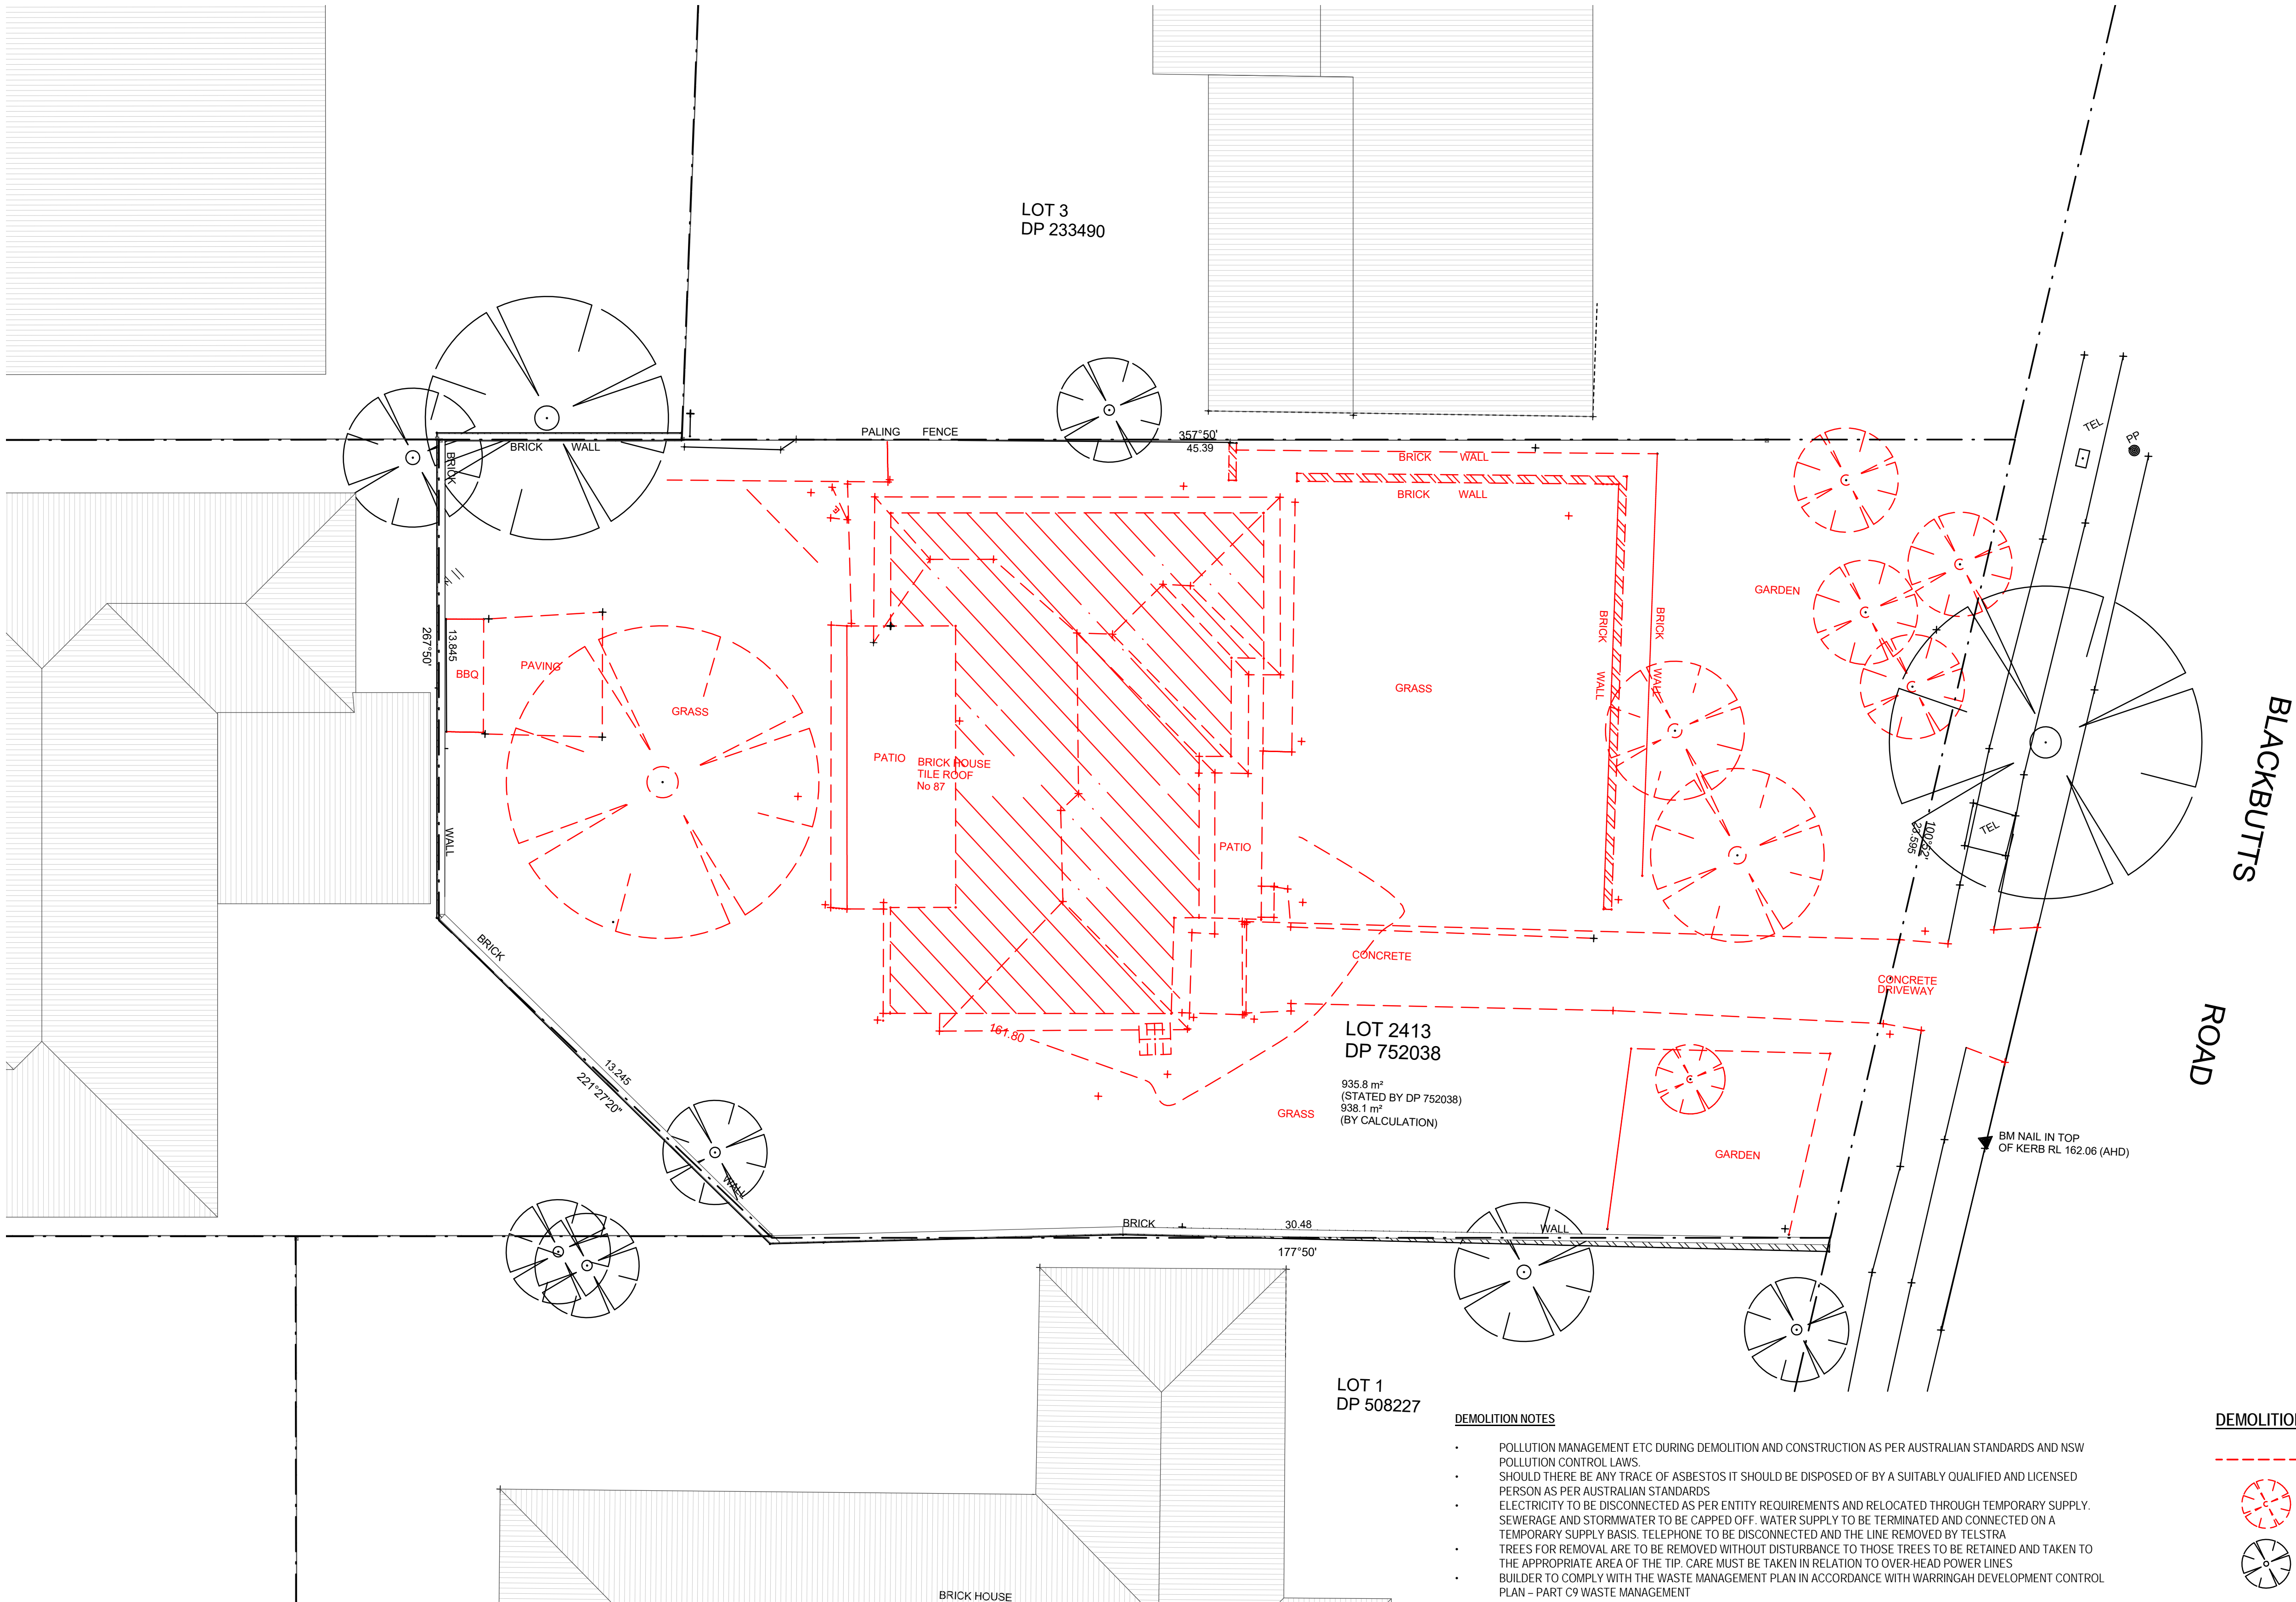 LOT 3
DP 233490
PALING FENCE
357°50'
45.39
BRICK WALL
BRICK
BRICK WALL
BRICK WALL
TEL
PP
GARDEN
267°50'
13.845
BBQ
PAVING
GRASS
GRASS
BRICK
WALL
BRICK
WALL
PATIO
BRICK HOUSE
TILE ROOF
No 87
PATIO
WALL
TEL
100°52'
23.595
BLACKBUTTS
ROAD
BRICK
CONCRETE
CONCRETE
DRIVEWAY
161.80
LOT 2413
DP 752038
935.8 m²
(STATED BY DP 752038)
938.1 m²
(BY CALCULATION)
GRASS
13.245
221°27'20"
WALL
GARDEN
BM NAIL IN TOP
OF KERB RL 162.06 (AHD)
BRICK
30.48
WALL
177°50'
LOT 1
DP 508227
BRICK HOUSE
DEMOLITION NOTES
• POLLUTION MANAGEMENT ETC DURING DEMOLITION AND CONSTRUCTION AS PER AUSTRALIAN STANDARDS AND NSW
POLLUTION CONTROL LAWS.
• SHOULD THERE BE ANY TRACE OF ASBESTOS IT SHOULD BE DISPOSED OF BY A SUITABLY QUALIFIED AND LICENSED
PERSON AS PER AUSTRALIAN STANDARDS
• ELECTRICITY TO BE DISCONNECTED AS PER ENTITY REQUIREMENTS AND RELOCATED THROUGH TEMPORARY SUPPLY.
SEWERAGE AND STORMWATER TO BE CAPPED OFF. WATER SUPPLY TO BE TERMINATED AND CONNECTED ON A
TEMPORARY SUPPLY BASIS. TELEPHONE TO BE DISCONNECTED AND THE LINE REMOVED BY TELSTRA
• TREES FOR REMOVAL ARE TO BE REMOVED WITHOUT DISTURBANCE TO THOSE TREES TO BE RETAINED AND TAKEN TO
THE APPROPRIATE AREA OF THE TIP. CARE MUST BE TAKEN IN RELATION TO OVER-HEAD POWER LINES
• BUILDER TO COMPLY WITH THE WASTE MANAGEMENT PLAN IN ACCORDANCE WITH WARRINGAH DEVELOPMENT CONTROL
PLAN – PART C9 WASTE MANAGEMENT